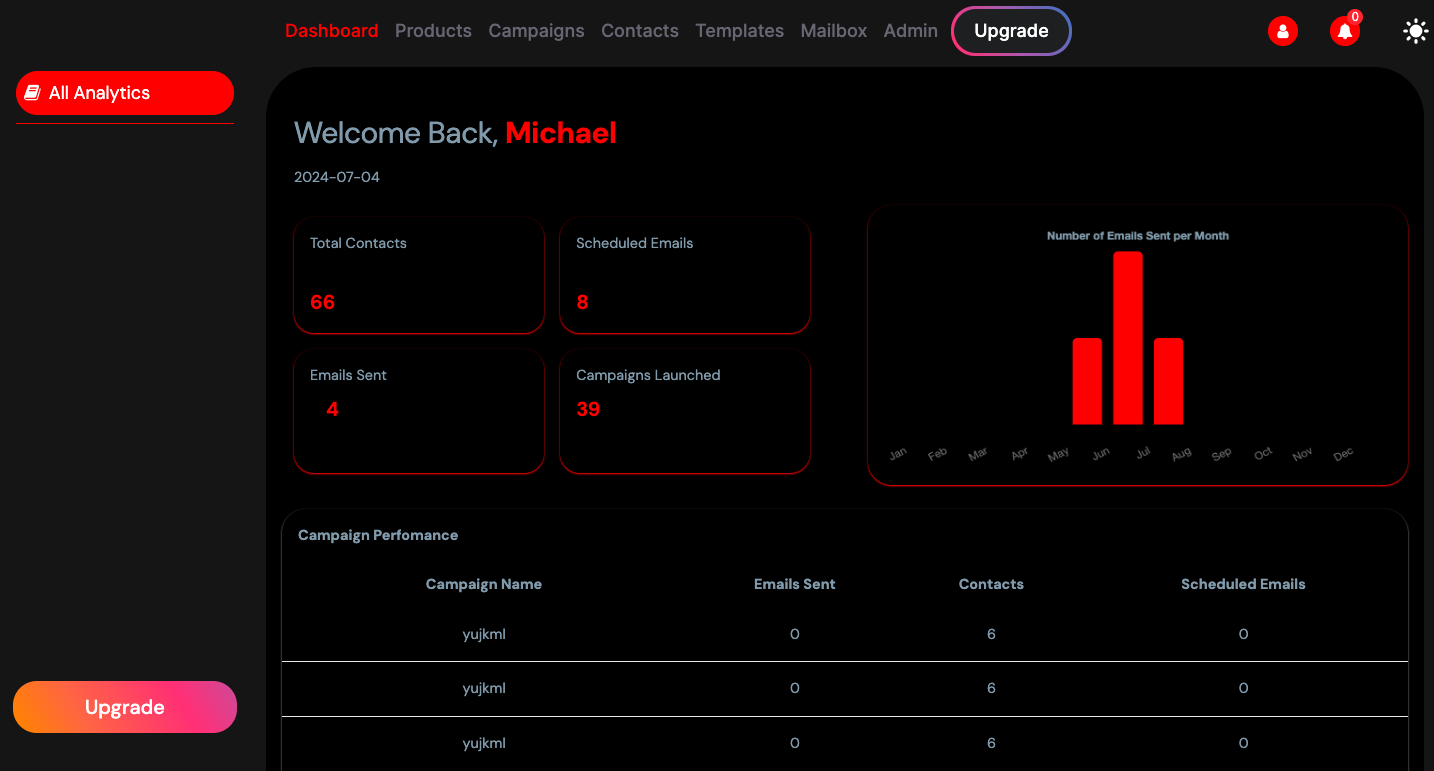 Dashboard Products Campaigns Contacts Templates Mailbox Admin Upgrade 0
All Analytics
Welcome Back, Michael
2024-07-04
Total Contacts
66
Scheduled Emails
8
Emails Sent
4
Campaigns Launched
39
Number of Emails Sent per Month
Jan Feb Mar Apr May Jun Jul Aug Sep Oct Nov Dec
Campaign Perfomance
Campaign Name Emails Sent Contacts Scheduled Emails
yujkml 0 6 0
yujkml 0 6 0
yujkml 0 6 0
Upgrade